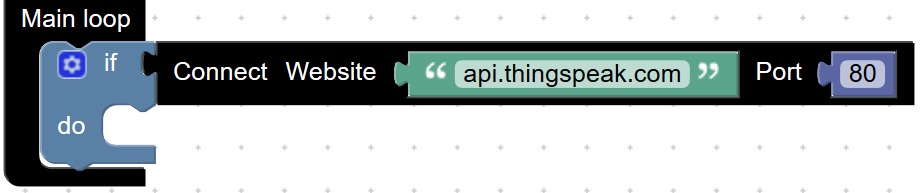 Main loop
if Connect Website “ api.thingspeak.com ” Port 80
do